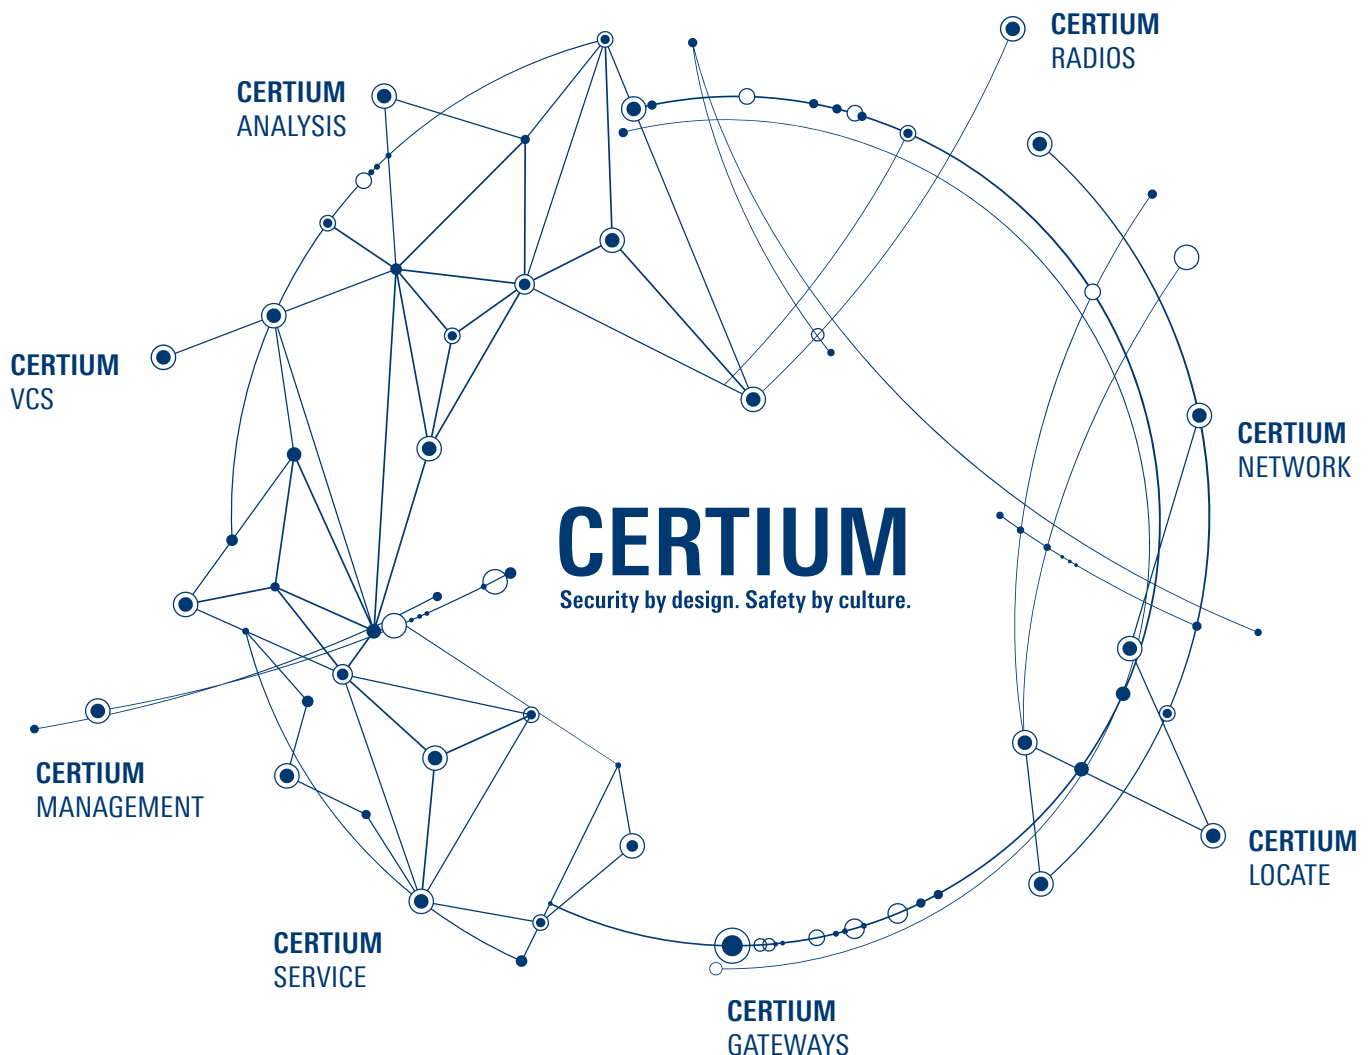 CERTIUM
RADIOS
CERTIUM
ANALYSIS
CERTIUM
VCS
CERTIUM
NETWORK
CERTIUM
Security by design. Safety by culture.
CERTIUM
MANAGEMENT
CERTIUM
LOCATE
CERTIUM
SERVICE
CERTIUM
GATEWAYS